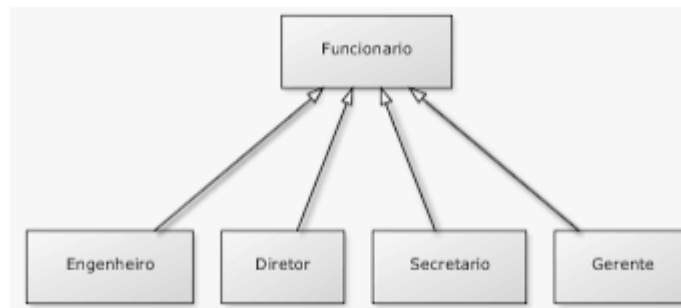 Funcionario
Engenheiro
Diretor
Secretario
Gerente